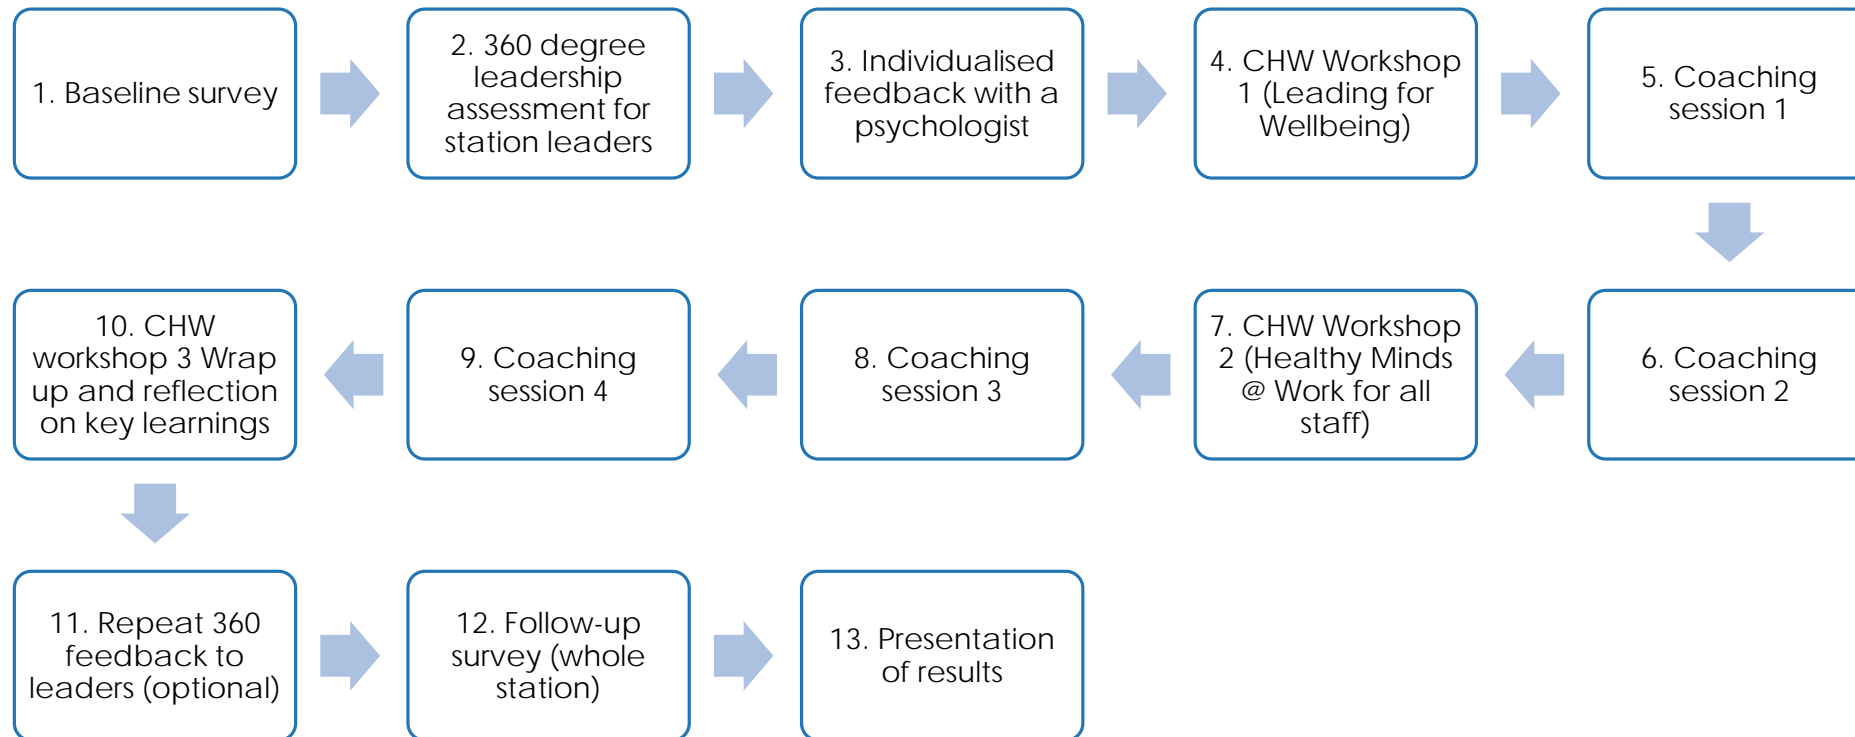 1. Baseline survey
2. 360 degree
leadership
assessment for
station leaders
3. Individualised
feedback with a
psychologist
4. CHW Workshop
1 (Leading for
Wellbeing)
5. Coaching
session 1
6. Coaching
session 2
7. CHW Workshop
2 (Healthy Minds
@ Work for all
staff)
8. Coaching
session 3
9. Coaching
session 4
10. CHW
workshop 3 Wrap
up and reflection
on key learnings
11. Repeat 360
feedback to
leaders (optional)
12. Follow-up
survey (whole
station)
13. Presentation
of results